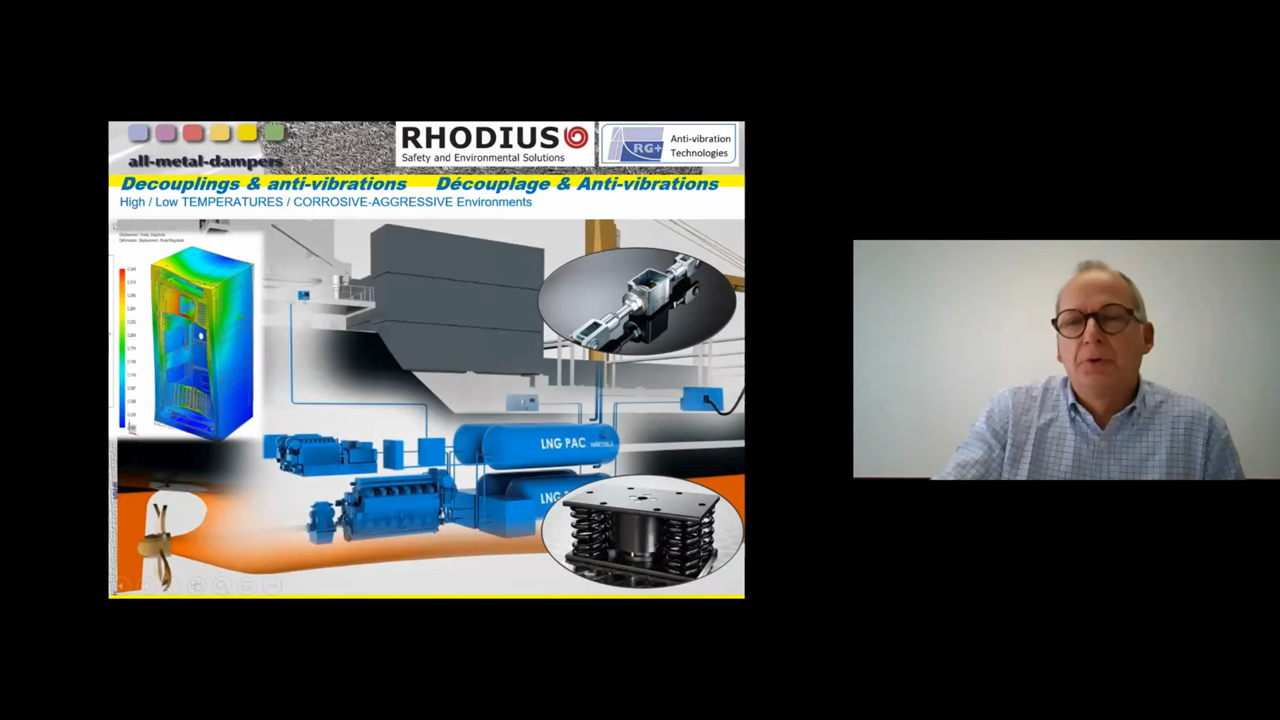 RHODIUS
Safety and Environmental Solutions
RG+
Anti-vibration
Technologies
all-metal-dampers
Decouplings & anti-vibrations Découplage & Anti-vibrations
High / Low TEMPERATURES / CORROSIVE-AGGRESSIVE Environments
LNG PAC
LNG